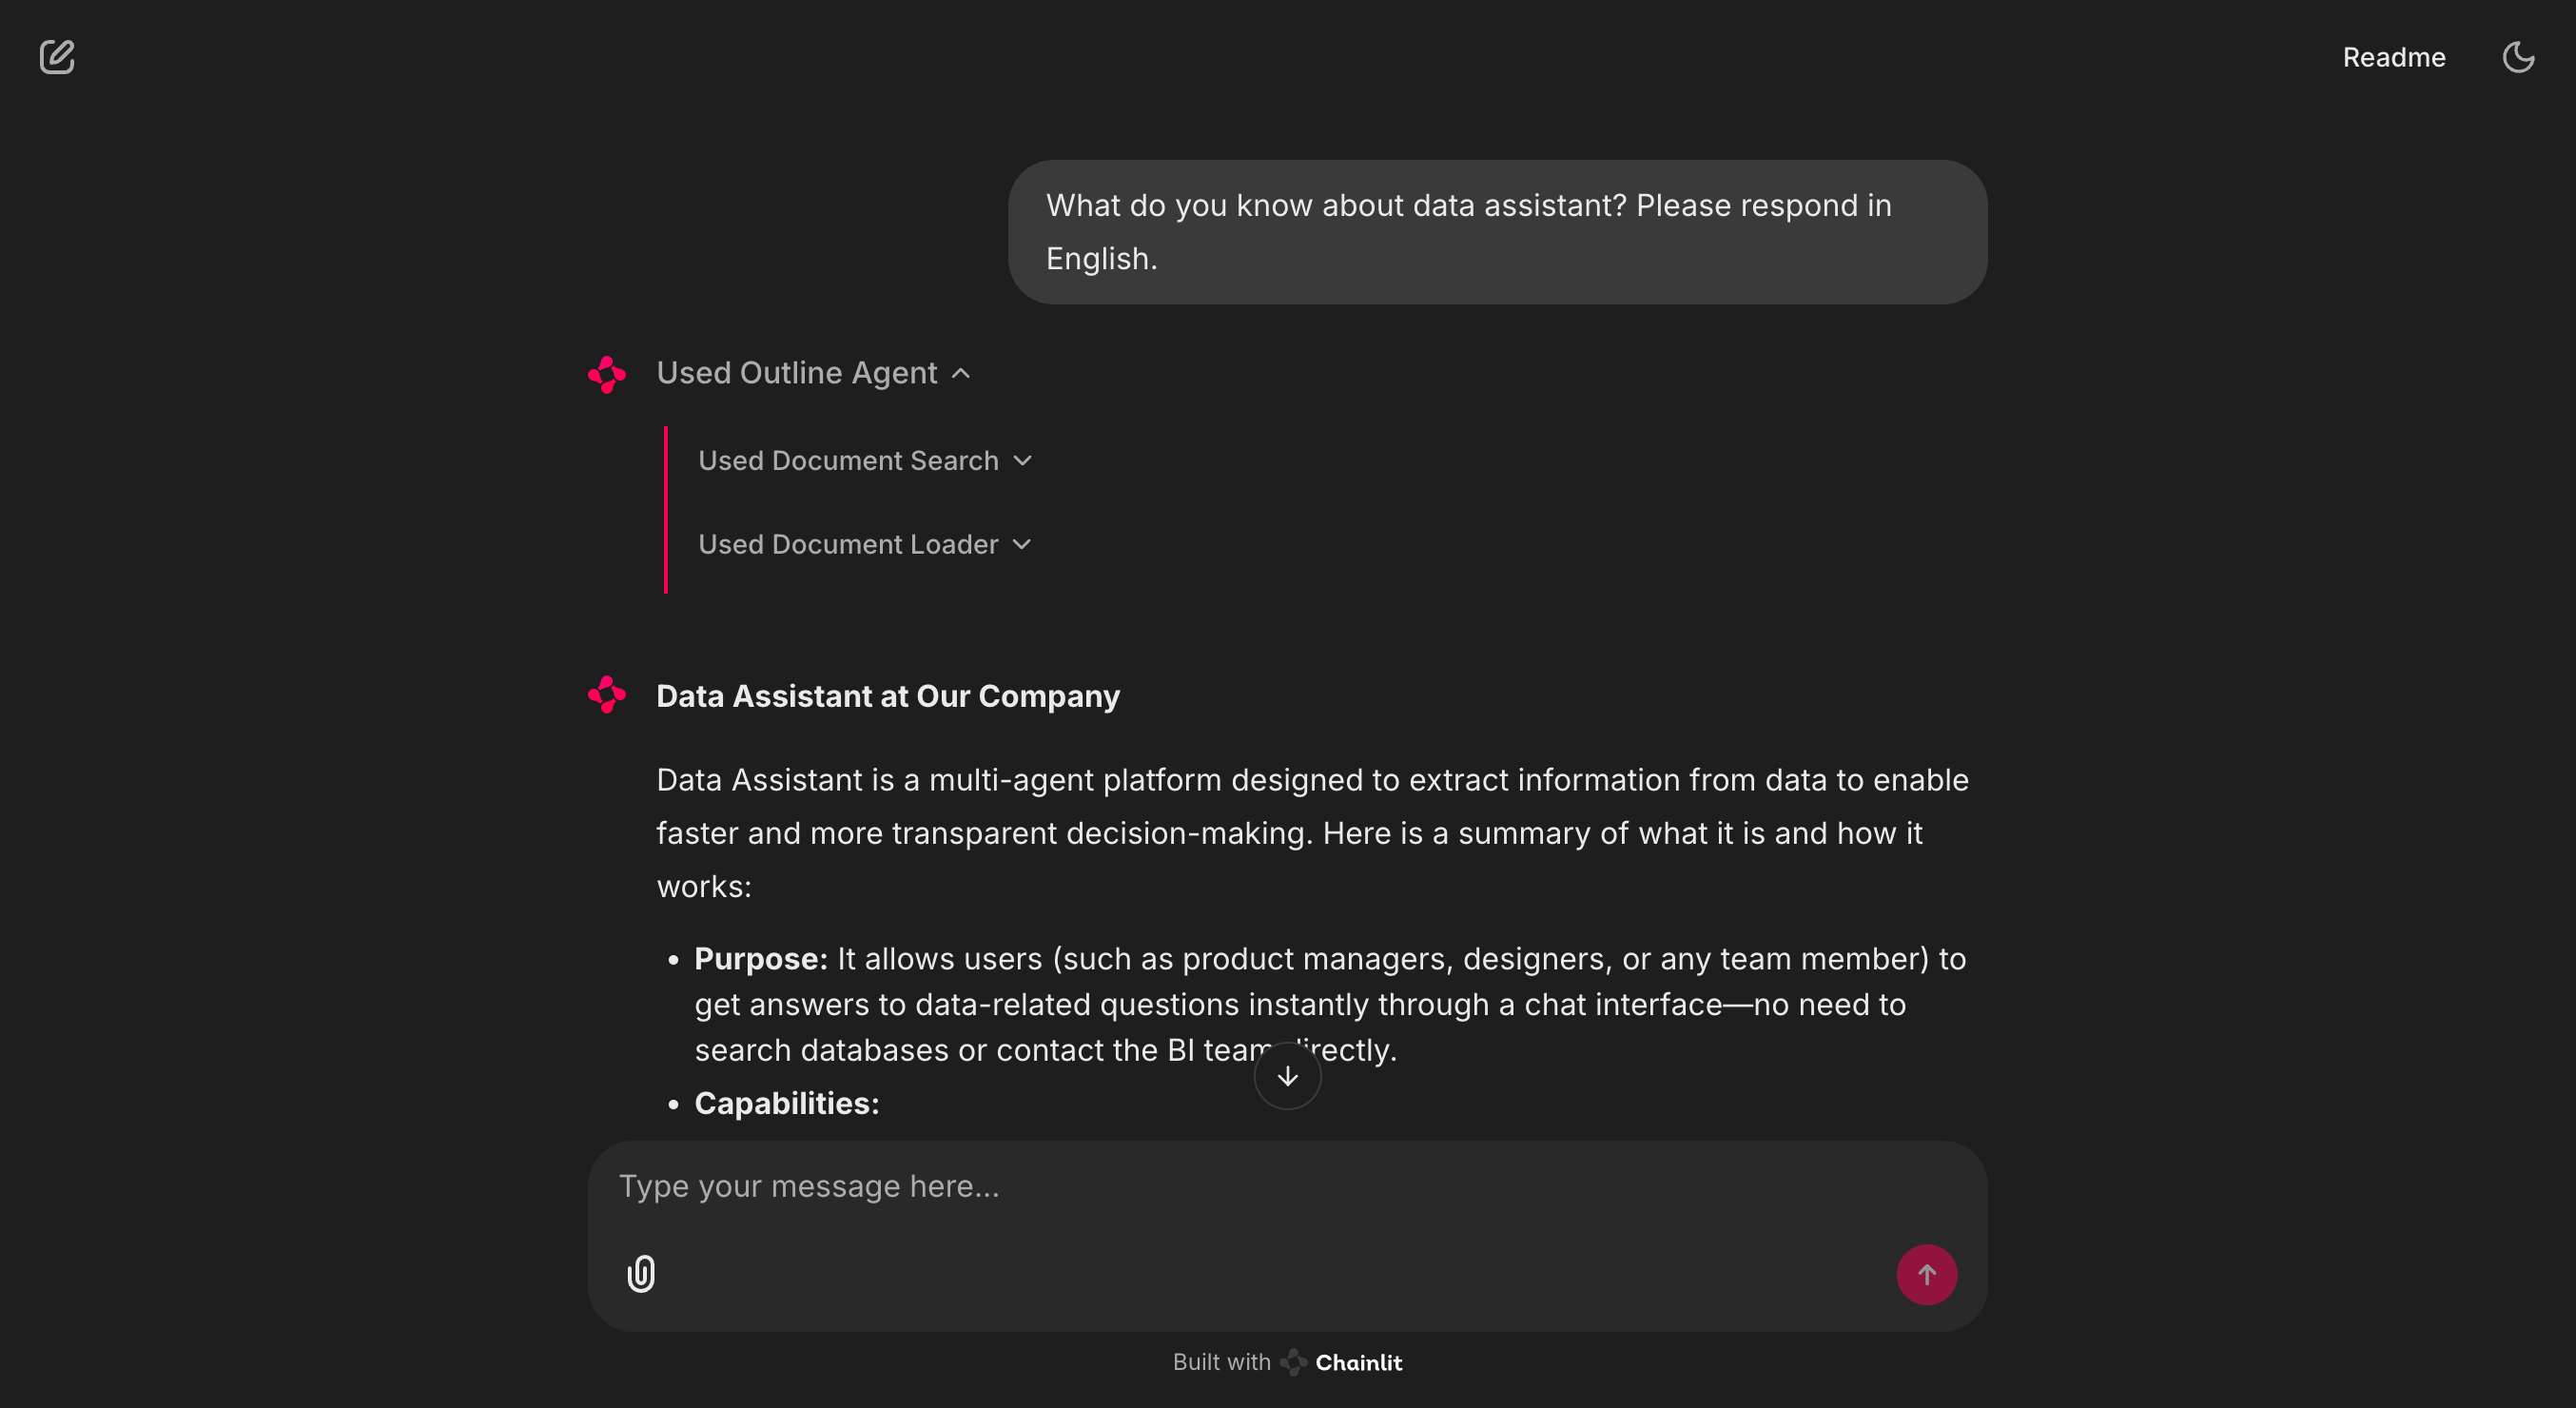 Readme
What do you know about data assistant? Please respond in
English.
Used Outline Agent
Used Document Search
Used Document Loader
Data Assistant at Our Company
Data Assistant is a multi-agent platform designed to extract information from data to enable
faster and more transparent decision-making. Here is a summary of what it is and how it
works:
• Purpose: It allows users (such as product managers, designers, or any team member) to
get answers to data-related questions instantly through a chat interface—no need to
search databases or contact the BI team directly.
• Capabilities:
Type your message here...
Built with Chainlit